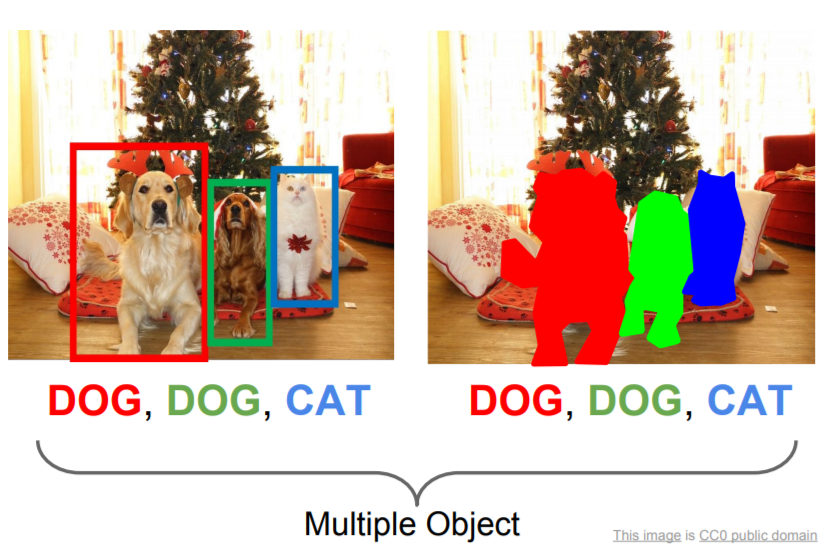 DOG, DOG, CAT
DOG, DOG, CAT
Multiple Object
This image is CC0 public domain